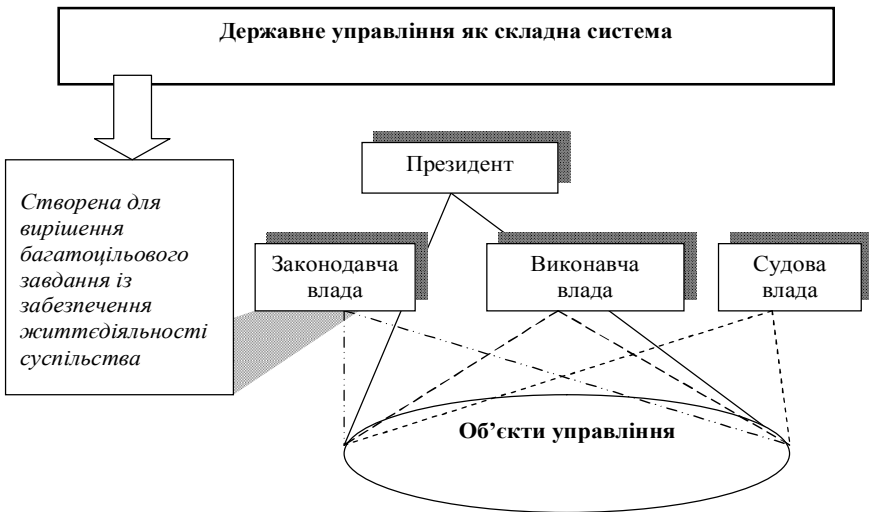 Державне управління як складна система
Президент
Створена для
вирішення
багатоцільового
завдання із
забезпечення
життєдіяльності
суспільства
Законодавча
влада
Виконавча
влада
Судова
влада
Об’єкти управління